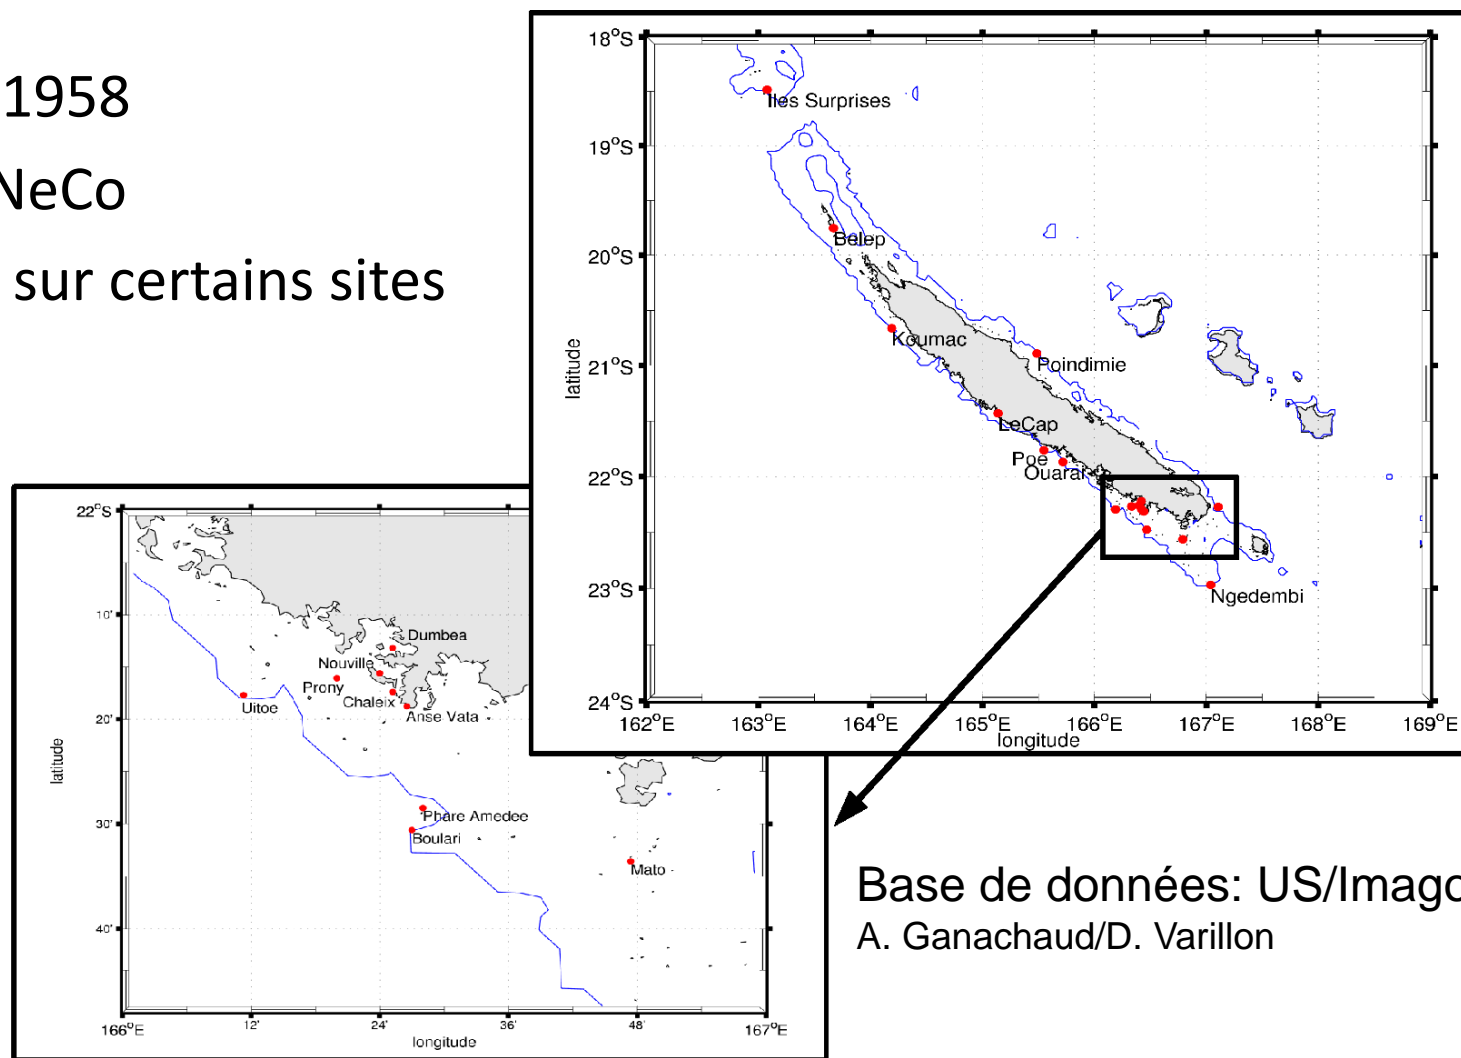 1958
NeCo
sur certains sites
18°S
19°S
20°S
21°S
22°S
23°S
24°S
latitude
Iles Surprises
Belep
Koumac
Poindimie
LeCap
Poe
Ouarai
Ngedembi
162°E
163°E
164°E
165°E
166°E
167°E
168°E
169°E
longitude
22°S
10'
20'
30'
40'
latitude
Dumbea
Nouville
Prony
Chaleix
Uitoe
Anse Vata
Phare Amedee
Boulari
Mato
166°E
12'
24'
36'
48'
167°E
longitude
Base de données: US/Imago
A. Ganachaud/D. Varillon